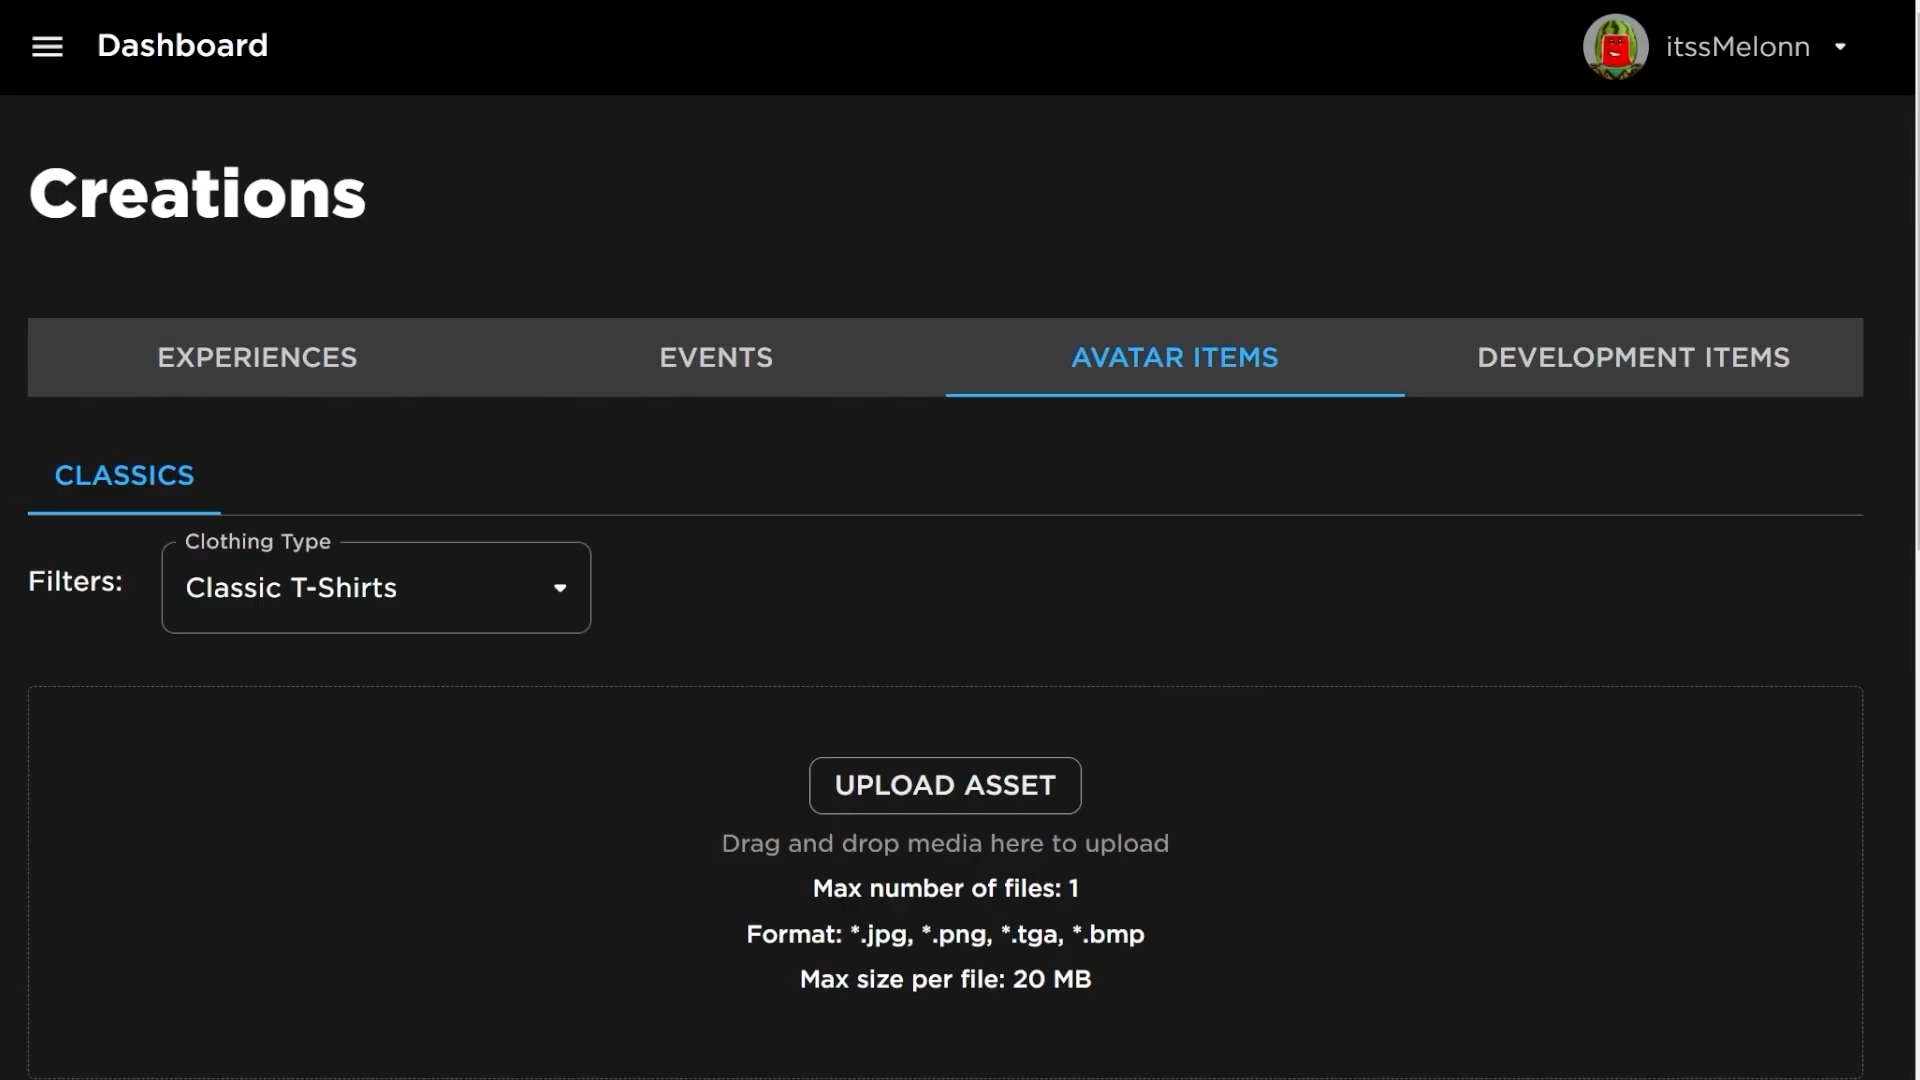 Dashboard
itssMelonn
Creations
EXPERIENCES
EVENTS
AVATAR ITEMS
DEVELOPMENT ITEMS
CLASSICS
Filters:
Clothing Type
Classic T-Shirts
UPLOAD ASSET
Drag and drop media here to upload
Max number of files: 1
Format: *.jpg, *.png, *.tga, *.bmp
Max size per file: 20 MB